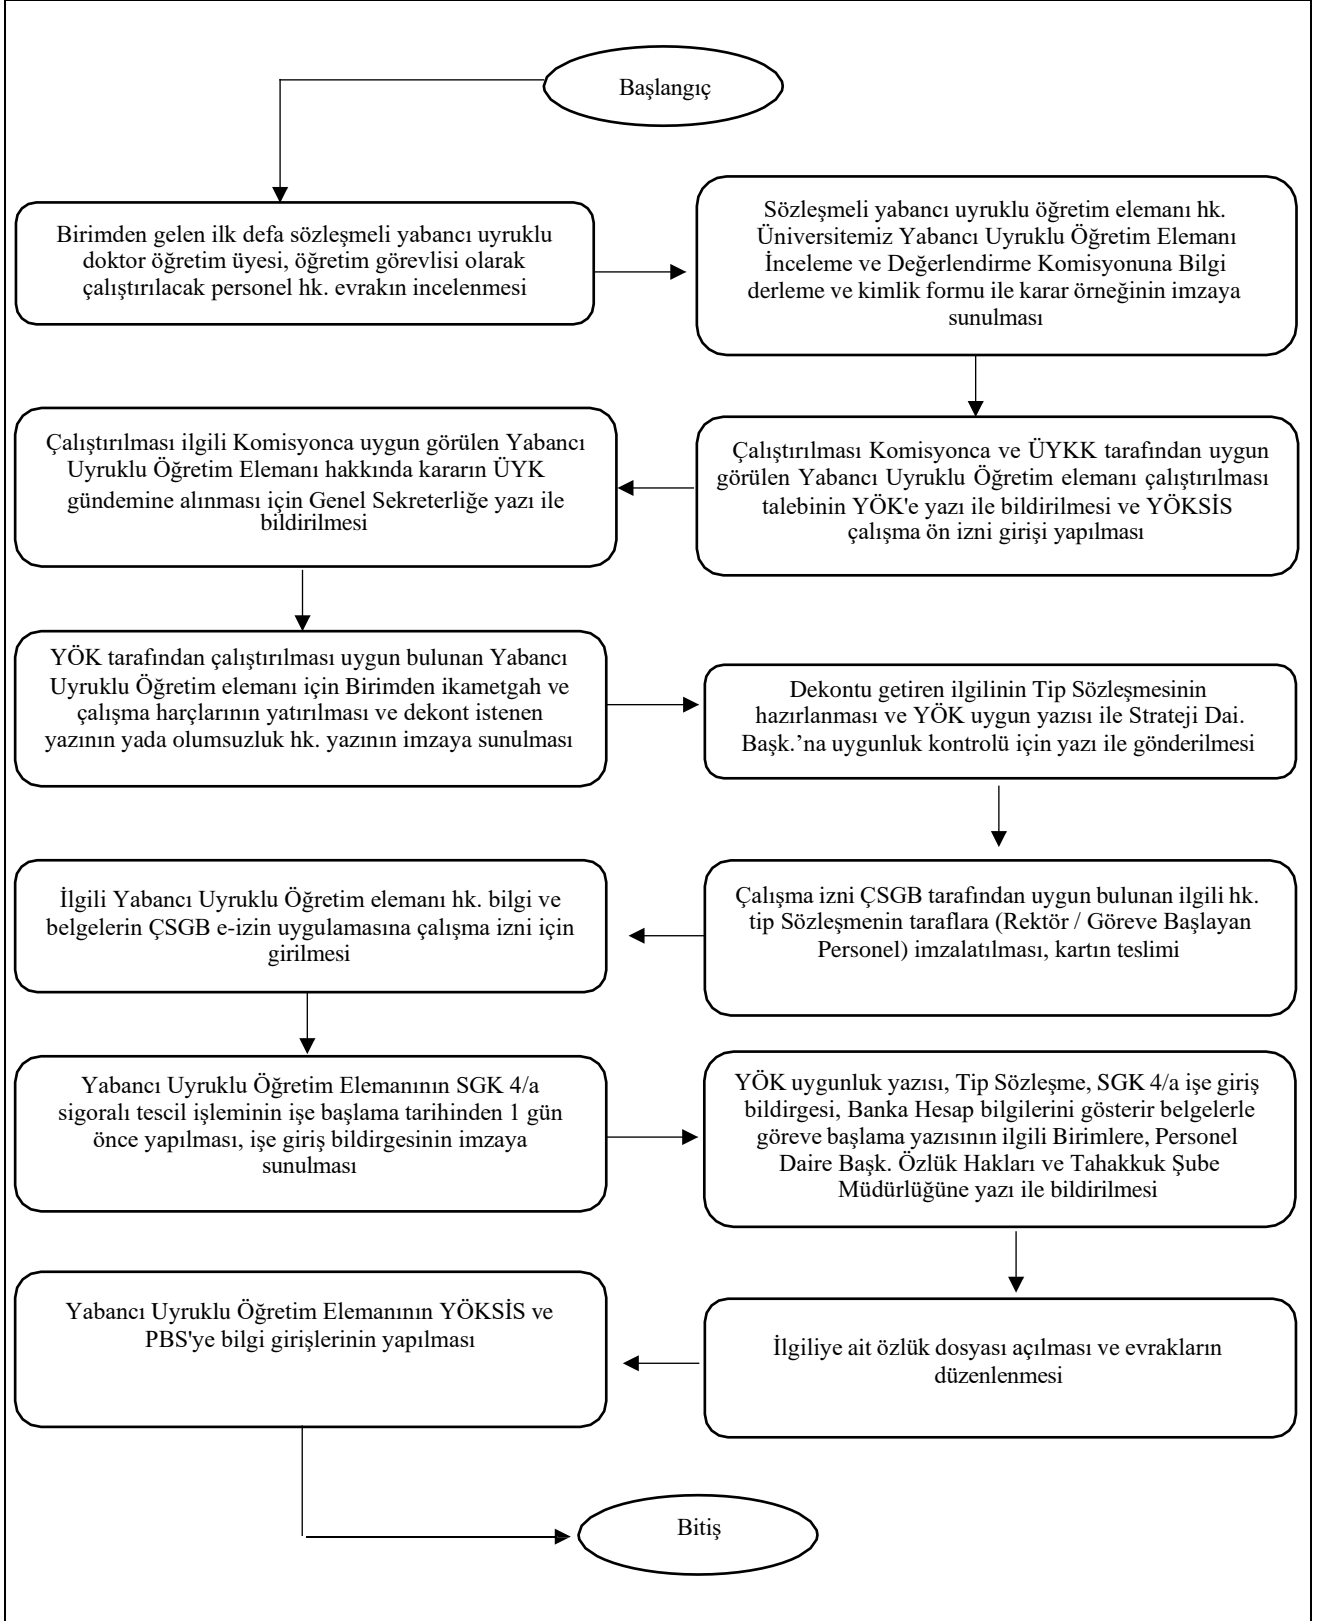 Başlangıç
Birimden gelen ilk defa sözleşmeli yabancı uyruklu
doktor öğretim üyesi, öğretim görevlisi olarak
çalıştırılacak personel hk. evrakın incelenmesi
Sözleşmeli yabancı uyruklu öğretim elemanı hk.
Üniversitemiz Yabancı Uyruklu Öğretim Elemanı
İnceleme ve Değerlendirme Komisyonuna Bilgi
derleme ve kimlik formu ile karar örneğinin imzaya
sunulması
Çalıştırılması Komisyonca ve ÜYKK tarafından uygun
görülen Yabancı Uyruklu Öğretim elemanı çalıştırılması
talebinin YÖK'e yazı ile bildirilmesi ve YÖKSİS
çalışma ön izni girişi yapılması
Çalıştırılması ilgili Komisyonca uygun görülen Yabancı
Uyruklu Öğretim Elemanı hakkında kararın ÜYK
gündemine alınması için Genel Sekreterliğe yazı ile
bildirilmesi
YÖK tarafından çalıştırılması uygun bulunan Yabancı
Uyruklu Öğretim elemanı için Birimden ikametgah ve
çalışma harçlarının yatırılması ve dekont istenen
yazının yada olumsuzluk hk. yazının imzaya sunulması
Dekontu getiren ilgilinin Tip Sözleşmesinin
hazırlanması ve YÖK uygun yazısı ile Strateji Dai.
Başk.’na uygunluk kontrolü için yazı ile gönderilmesi
Çalışma izni ÇSGB tarafından uygun bulunan ilgili hk.
tip Sözleşmenin taraflara (Rektör / Göreve Başlayan
Personel) imzalatılması, kartın teslimi
İlgili Yabancı Uyruklu Öğretim elemanı hk. bilgi ve
belgelerin ÇSGB e-izin uygulamasına çalışma izni için
girilmesi
Yabancı Uyruklu Öğretim Elemanının SGK 4/a
sigoralı tescil işleminin işe başlama tarihinden 1 gün
önce yapılması, işe giriş bildirgesinin imzaya
sunulması
YÖK uygunluk yazısı, Tip Sözleşme, SGK 4/a işe giriş
bildirgesi, Banka Hesap bilgilerini gösterir belgelerle
göreve başlama yazısının ilgili Birimlere, Personel
Daire Başk. Özlük Hakları ve Tahakkuk Şube
Müdürlüğüne yazı ile bildirilmesi
İlgiliye ait özlük dosyası açılması ve evrakların
düzenlenmesi
Yabancı Uyruklu Öğretim Elemanının YÖKSİS ve
PBS'ye bilgi girişlerinin yapılması
Bitiş